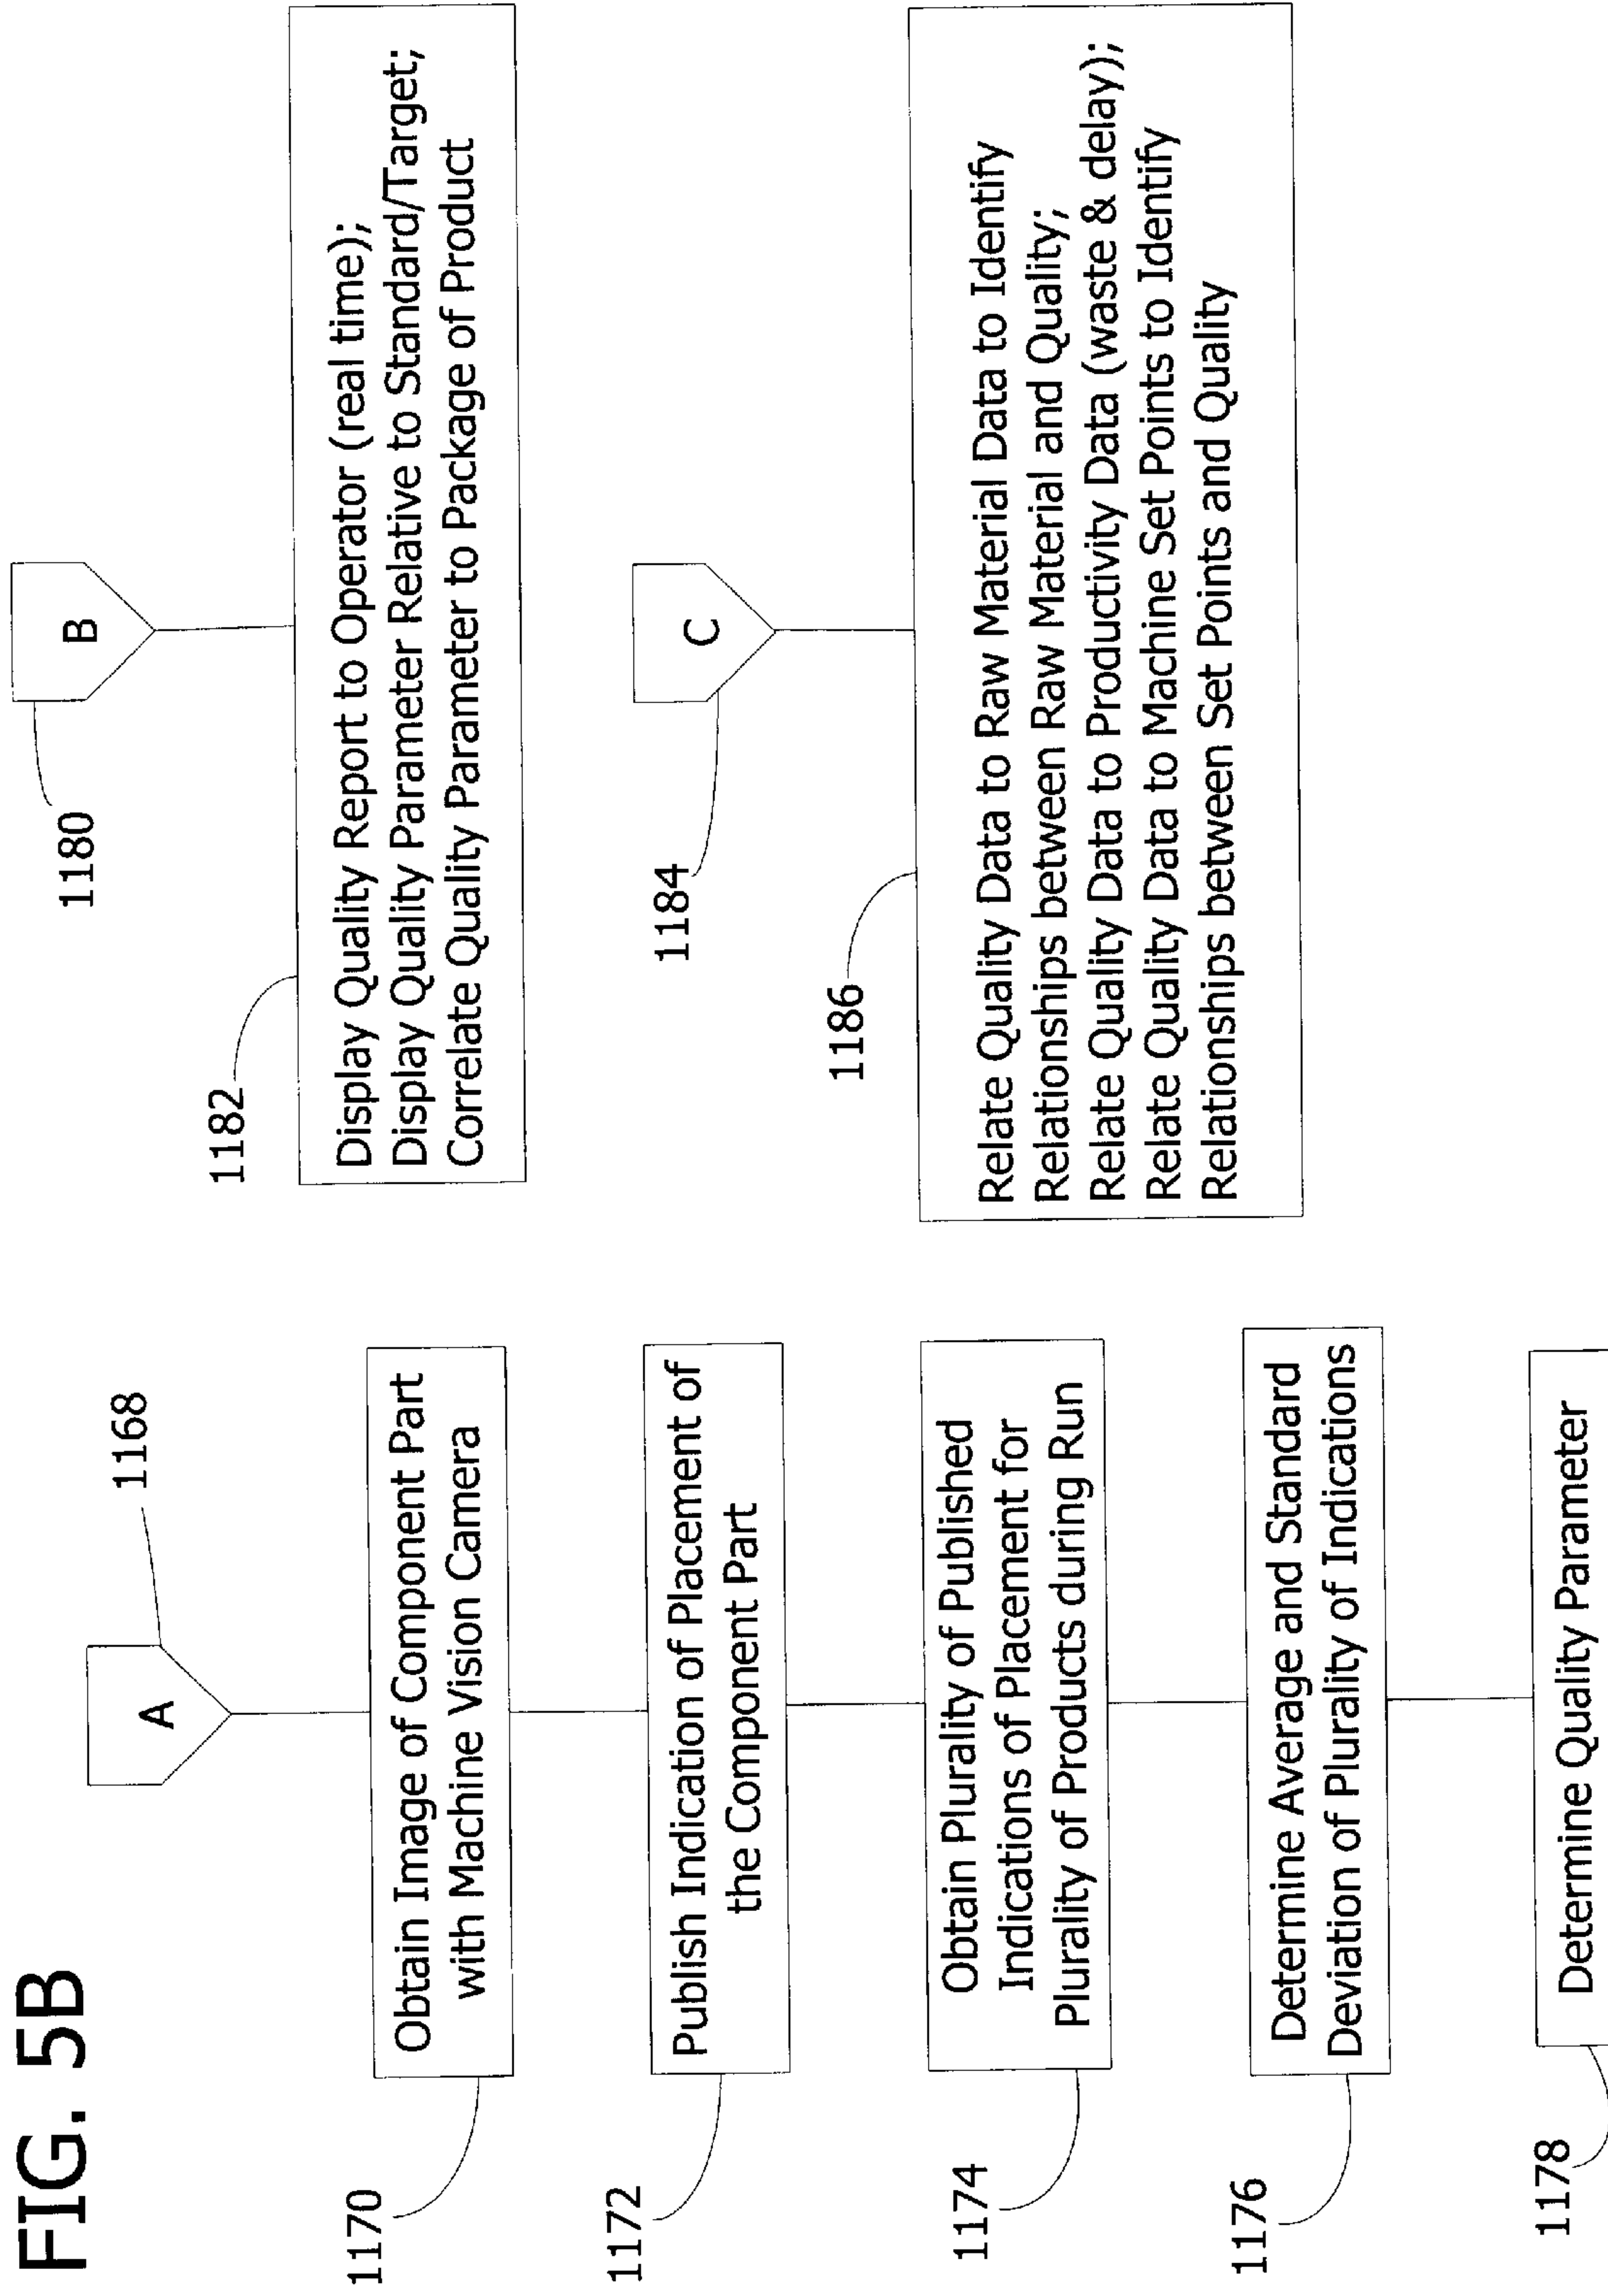 FIG. 5B
A
1168
1170
Obtain Image of Component Part
with Machine Vision Camera
1172
Publish Indication of Placement of
the Component Part
1174
Obtain Plurality of Published
Indications of Placement for
Plurality of Products during Run
1176
Determine Average and Standard
Deviation of Plurality of Indications
1178
Determine Quality Parameter
B
1180
1182
Display Quality Report to Operator (real time);
Display Quality Parameter Relative to Standard/Target;
Correlate Quality Parameter to Package of Product
C
1184
1186
Relate Quality Data to Raw Material Data to Identify
Relationships between Raw Material and Quality;
Relate Quality Data to Productivity Data (waste & delay);
Relate Quality Data to Machine Set Points to Identify
Relationships between Set Points and Quality